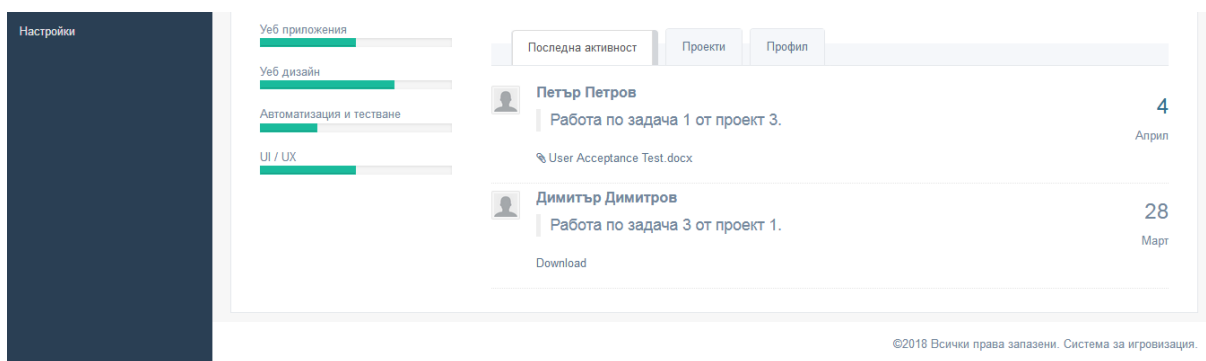 Настройки
Уеб приложения
Уеб дизайн
Автоматизация и тестване
UI / UX
Последна активност Проекти Профил
Петър Петров
Работа по задача 1 от проект 3.
4
Април
User Acceptance Test.docx
Димитър Димитров
Работа по задача 3 от проект 1.
28
Март
Download
©2018 Всички права запазени. Система за игровизация.